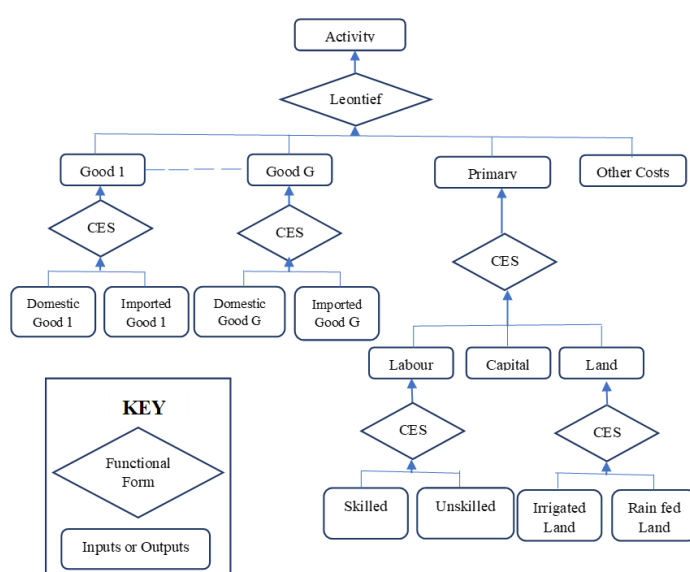 Activity
Leontief
Good 1
Good G
Primary
Other Costs
CES
CES
CES
Domestic
Good 1
Imported
Good 1
Domestic
Good G
Imported
Good G
Labour
Capital
Land
CES
CES
Skilled
Unskilled
Irrigated
Land
Rain fed
Land
KEY
Functional
Form
Inputs or Outputs